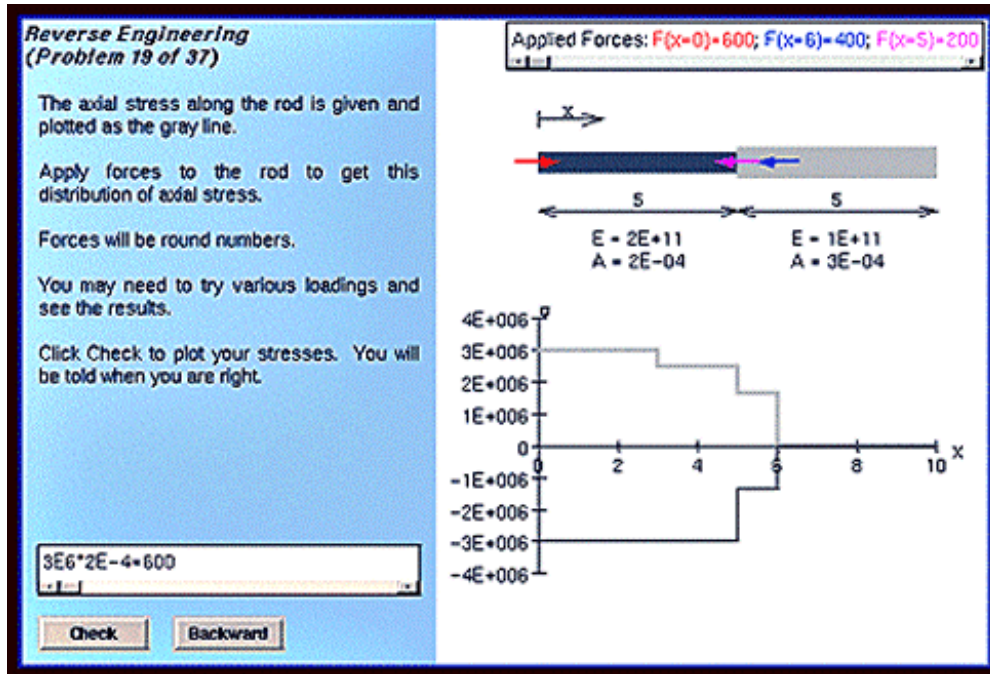 Reverse Engineering
(Problem 19 of 37)
The axial stress along the rod is given and
plotted as the gray line.
Apply forces to the rod to get this
distribution of axial stress.
Forces will be round numbers.
You may need to try various loadings and
see the results.
Click Check to plot your stresses. You will
be told when you are right.
3E6*2E-4=600
Check Backward
Applied Forces: F(x=0)=600; F(x=6)=400; F(x=5)=200
x
5 5
E = 2E+11 E = 1E+11
A = 2E-04 A = 3E-04
σ
4E+006
3E+006
2E+006
1E+006
0
0 2 4 6 8 10 x
-1E+006
-2E+006
-3E+006
-4E+006